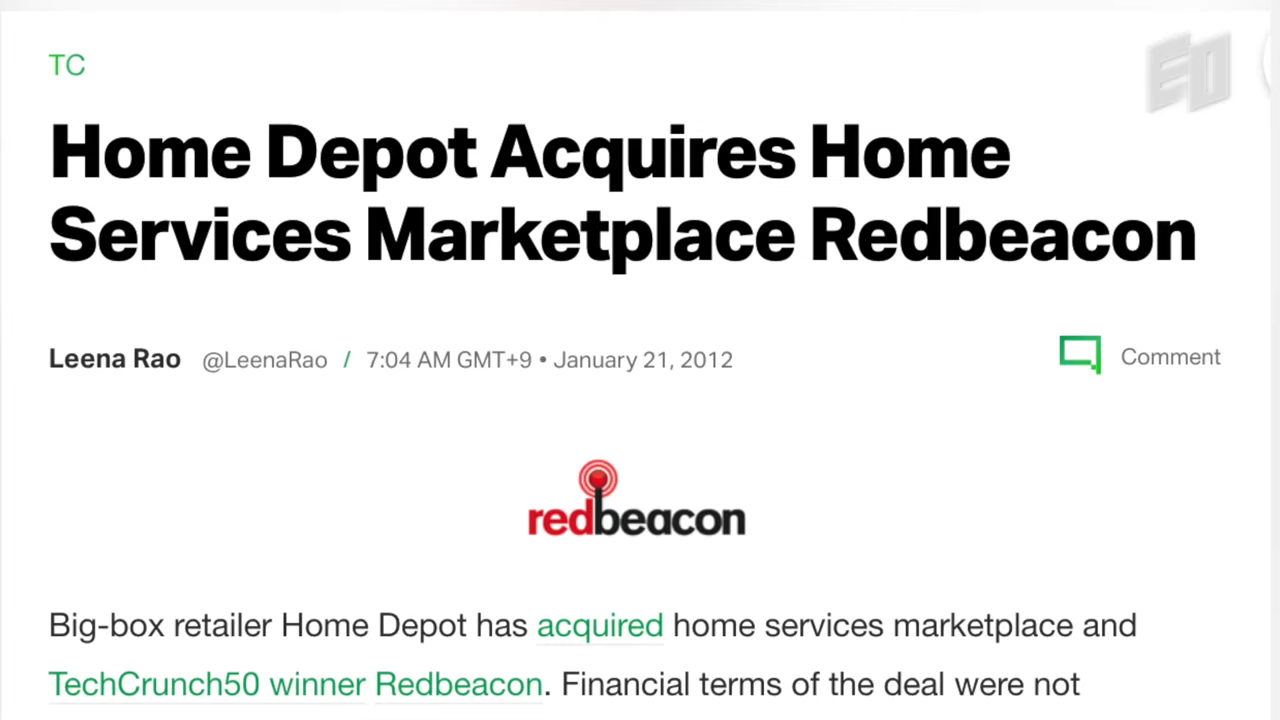 TC
EO
Home Depot Acquires Home
Services Marketplace Redbeacon
Leena Rao @LeenaRao / 7:04 AM GMT+9 • January 21, 2012
Comment
redbeacon
Big-box retailer Home Depot has acquired home services marketplace and
TechCrunch50 winner Redbeacon. Financial terms of the deal were not